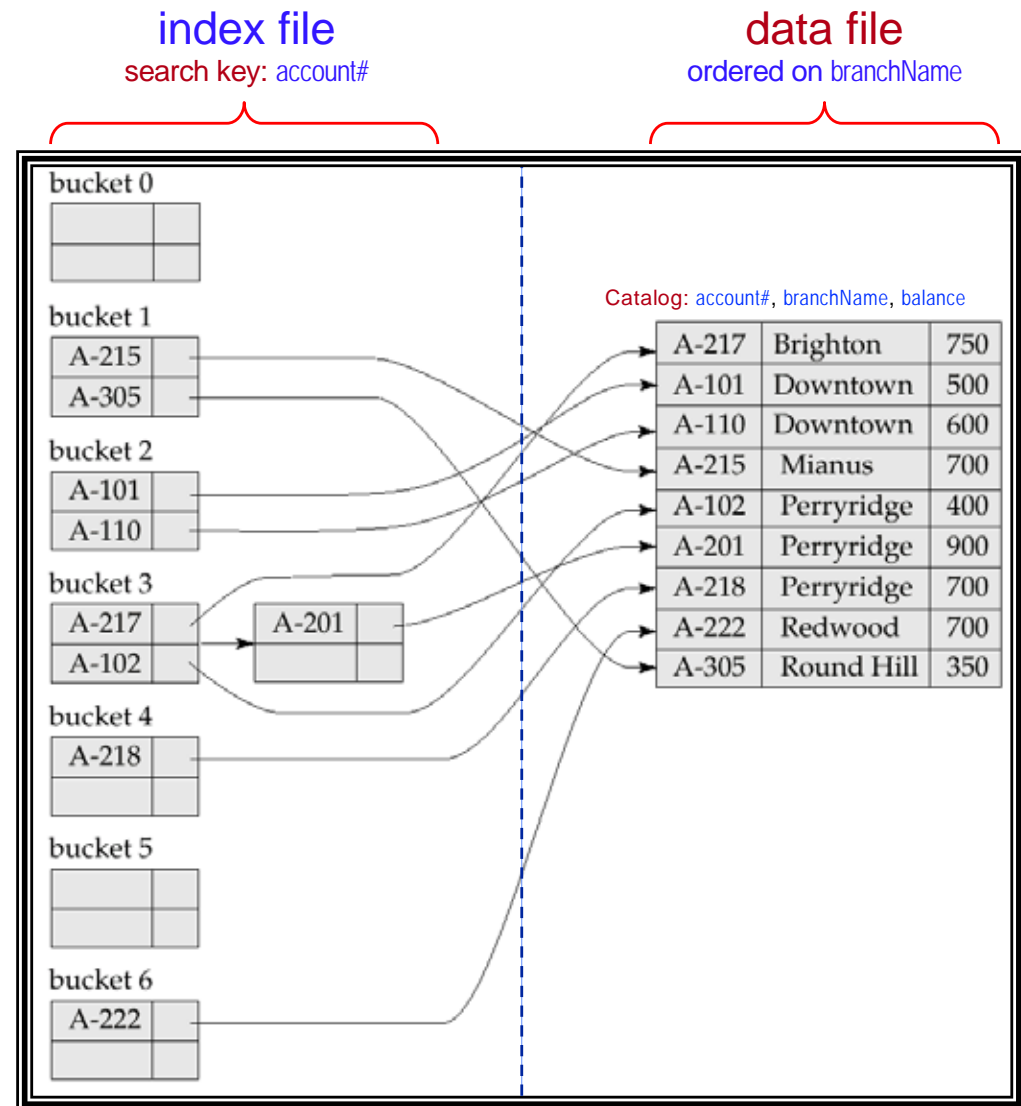 index file
search key: account#
data file
ordered on branchName
bucket 0
bucket 1
A-215
A-305
bucket 2
A-101
A-110
bucket 3
A-217
A-102
A-201
bucket 4
A-218
bucket 5
bucket 6
A-222
Catalog: account#, branchName, balance
A-217 Brighton 750
A-101 Downtown 500
A-110 Downtown 600
A-215 Mianus 700
A-102 Perryridge 400
A-201 Perryridge 900
A-218 Perryridge 700
A-222 Redwood 700
A-305 Round Hill 350